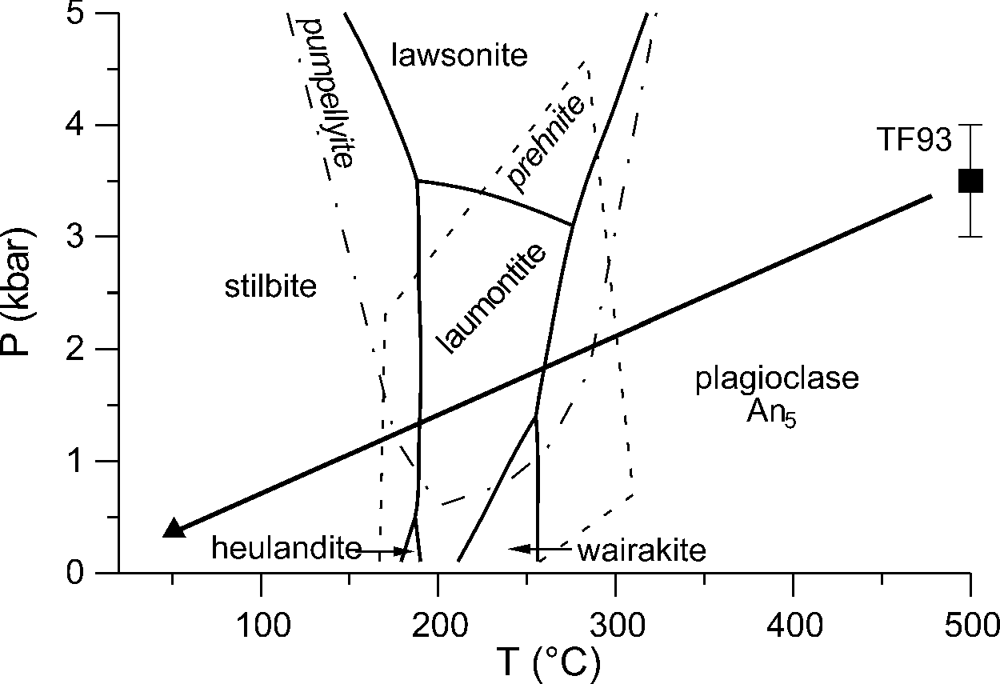 5
pumpellyite
lawsonite
4
prehnite
TF93
3
P (kbar)
stilbite
laumontite
2
plagioclase
An₅
1
heulandite
wairakite
0
100
200
300
400
500
T (°C)